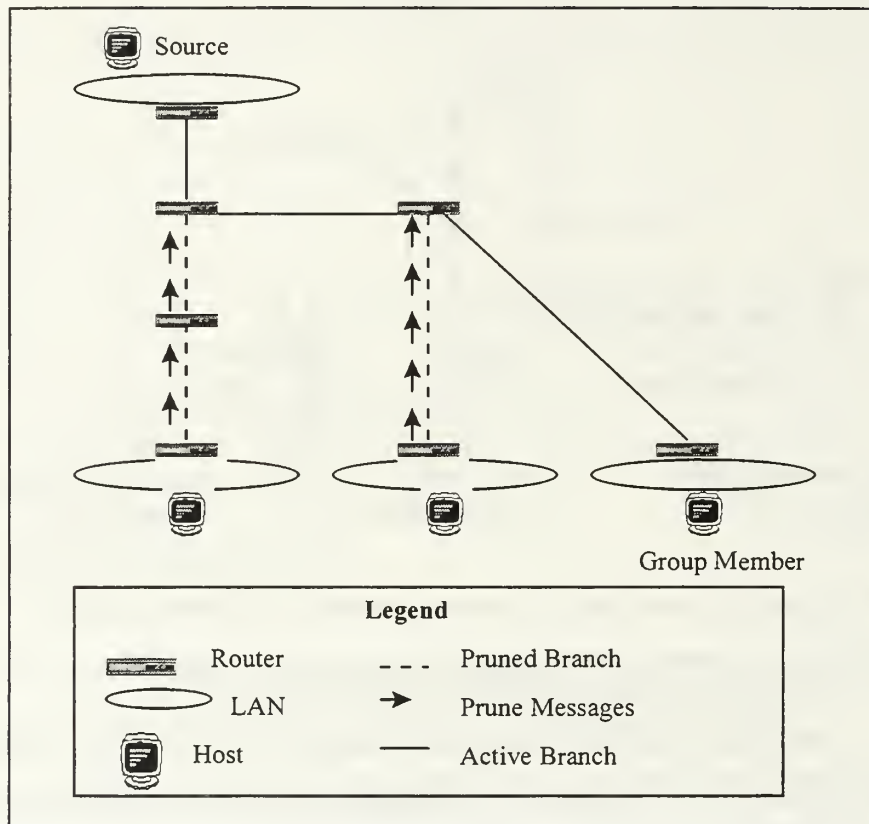 Source
Group Member
Legend
Router
Pruned Branch
LAN
Prune Messages
Host
Active Branch